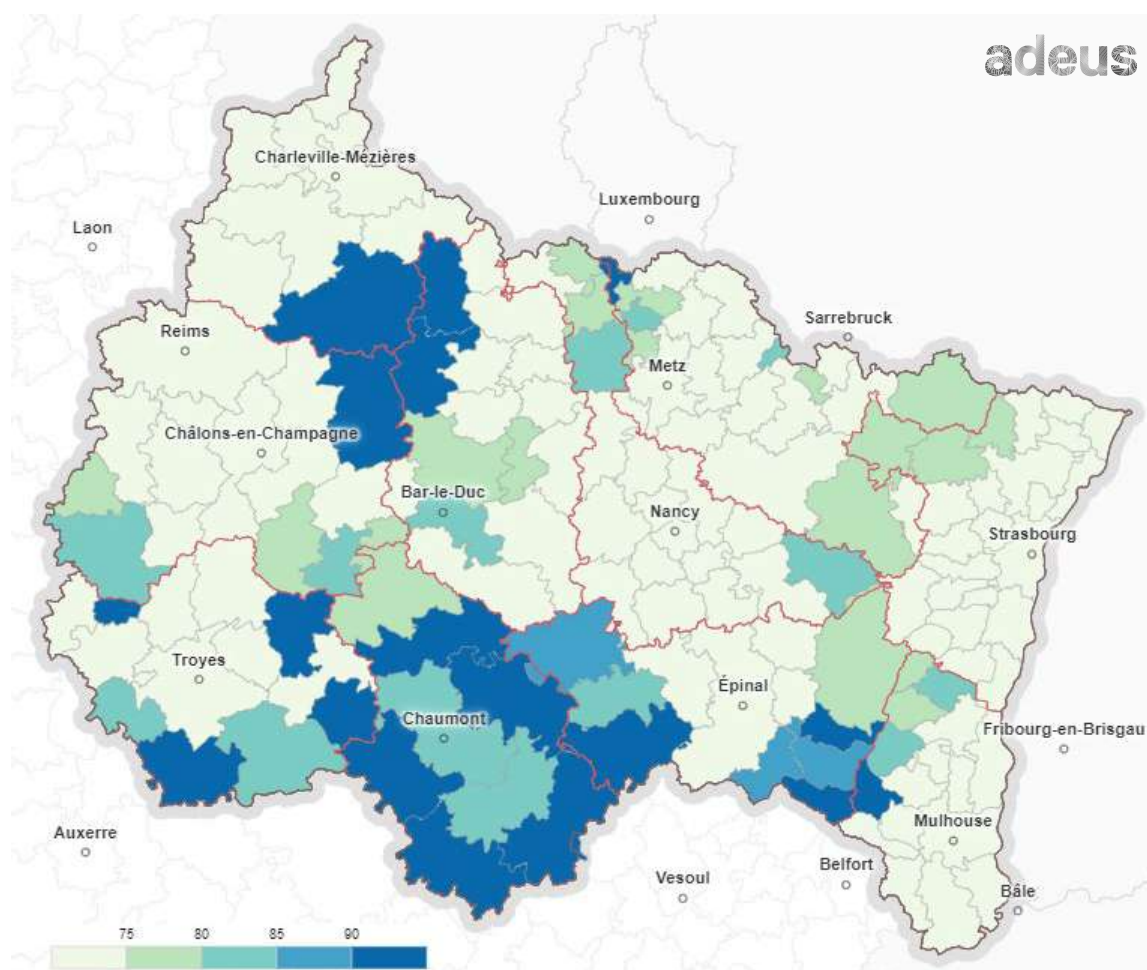 adeus
Charleville-Mézières
Luxembourg
Laon
Sarrebruck
Reims
Metz
Châlons-en-Champagne
Bar-le-Duc
Nancy
Strasbourg
Troyes
Épinal
Chaumont
Fribourg-en-Brisgau
Mulhouse
Auxerre
Belfort
Vesoul
Bâle
75 80 85 90